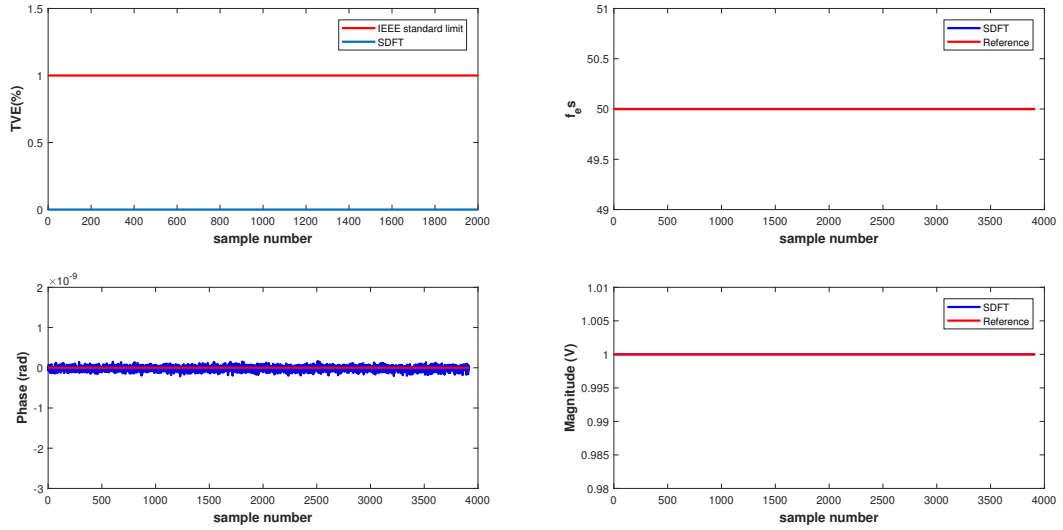 1.5
1
0.5
0
TVE(%)
IEEE standard limit
SDFT
0 200 400 600 800 1000 1200 1400 1600 1800 2000
sample number
51
50.5
50
49.5
49
f_e s
SDFT
Reference
0 500 1000 1500 2000 2500 3000 3500 4000
sample number
×10^-9
2
1
0
-1
-2
-3
Phase (rad)
0 500 1000 1500 2000 2500 3000 3500 4000
sample number
1.01
1.005
1
0.995
0.99
0.985
0.98
Magnitude (V)
SDFT
Reference
0 500 1000 1500 2000 2500 3000 3500 4000
sample number